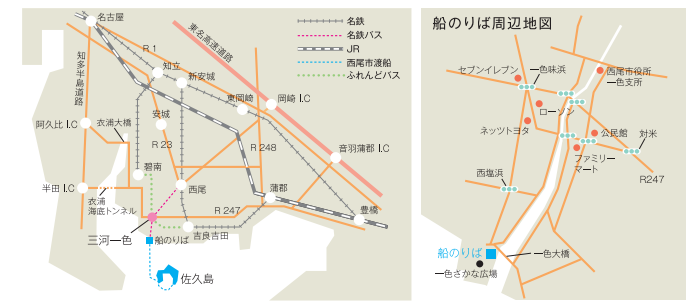 名古屋
名鉄
名鉄バス
JR
西尾市渡船
ふれんどバス
東名高速道路
R 1
知多半島道路
知立
新安城
東岡崎
岡崎 I.C
阿久比 I.C
衣浦大橋
安城
R 23
R 248
音羽蒲郡 I.C
碧南
半田 I.C
衣浦
海底トンネル
西尾
蒲郡
R 247
豊橋
三河一色
吉良吉田
船のりば
佐久島
船のりば周辺地図
セブンイレブン
一色味浜
西尾市役所
一色支所
ローソン
ネッツトヨタ
公民館
対米
ファミリー
マート
西塩浜
R247
船のりば
一色大橋
一色さかな広場